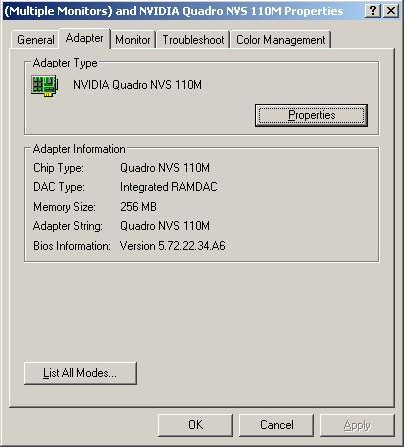 (Multiple Monitors) and NVIDIA Quadro NVS 110M Properties
General Adapter Monitor Troubleshoot Color Management
Adapter Type
NVIDIA Quadro NVS 110M
Properties
Adapter Information
Chip Type: Quadro NVS 110M
DAC Type: Integrated RAMDAC
Memory Size: 256 MB
Adapter String: Quadro NVS 110M
Bios Information: Version 5.72.22.34.A6
List All Modes...
OK Cancel Apply